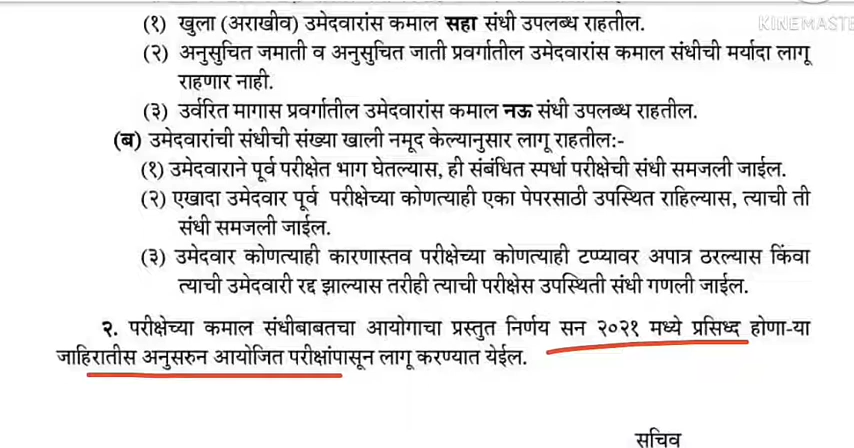 (१) खुला (अराखीव) उमेदवारांस कमाल सहा संधी उपलब्ध राहतील.
KINEMASTE
(२) अनुसुचित जमाती व अनुसुचित जाती प्रवर्गातील उमेदवारांस कमाल संधीची मर्यादा लागू
राहणार नाही.
(३) उर्वरित मागास प्रवर्गातील उमेदवारांस कमाल नऊ संधी उपलब्ध राहतील.
(ब) उमेदवारांची संधीची संख्या खाली नमूद केल्यानुसार लागू राहतील:-
(१) उमेदवाराने पूर्व परीक्षेत भाग घेतल्यास, ही संबंधित स्पर्धा परीक्षेची संधी समजली जाईल.
(२) एखादा उमेदवार पूर्व परीक्षेच्या कोणत्याही एका पेपरसाठी उपस्थित राहिल्यास, त्याची ती
संधी समजली जाईल.
(३) उमेदवार कोणत्याही कारणास्तव परीक्षेच्या कोणत्याही टप्प्यावर अपात्र ठरल्यास किंवा
त्याची उमेदवारी रद्द झाल्यास तरीही त्याची परीक्षेस उपस्थिती संधी गणली जाईल.
२. परीक्षेच्या कमाल संधीबाबतचा आयोगाचा प्रस्तुत निर्णय सन २०२१ मध्ये प्रसिध्द होणा-या
जाहिरातीस अनुसरुन आयोजित परीक्षांपासून लागू करण्यात येईल.
सचिव